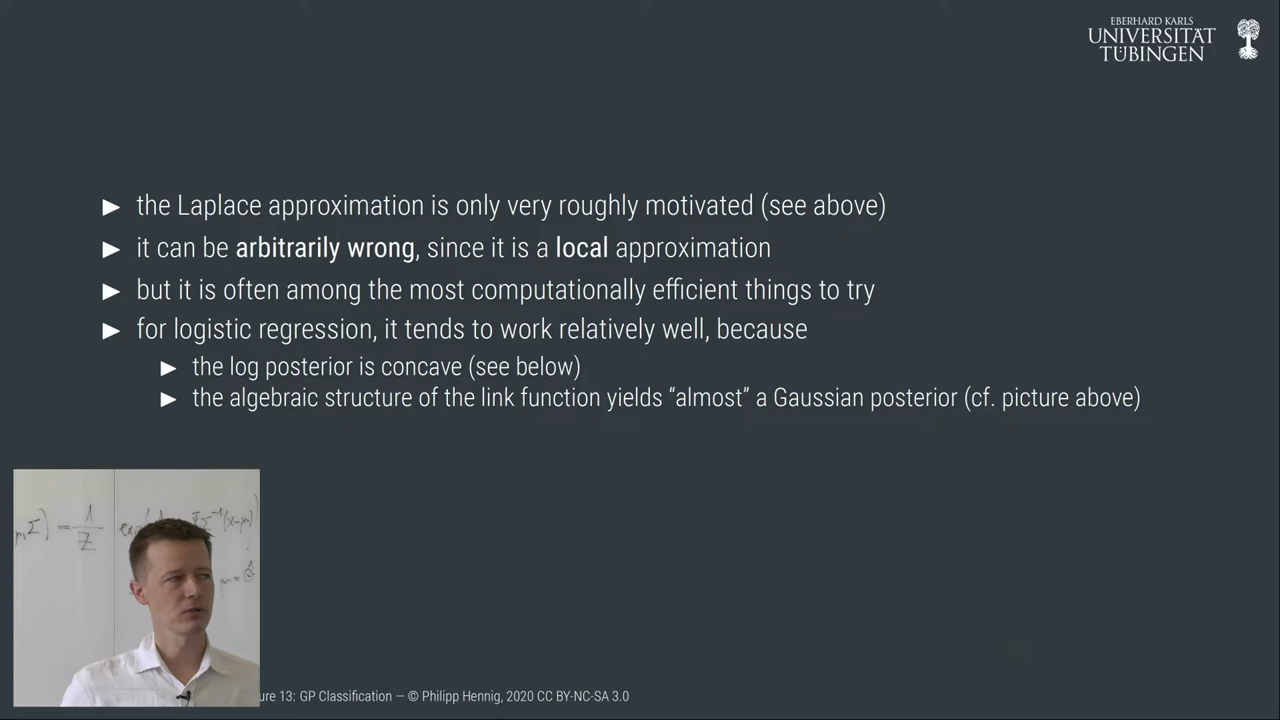 EBERHARD KARLS
UNIVERSITÄT
TÜBINGEN
▶ the Laplace approximation is only very roughly motivated (see above)
▶ it can be arbitrarily wrong, since it is a local approximation
▶ but it is often among the most computationally efficient things to try
▶ for logistic regression, it tends to work relatively well, because
▶ the log posterior is concave (see below)
▶ the algebraic structure of the link function yields “almost” a Gaussian posterior (cf. picture above)
Σ) = 1/Z Σ⁻¹(x-μ)
ure 13: GP Classification — © Philipp Hennig, 2020 CC BY-NC-SA 3.0